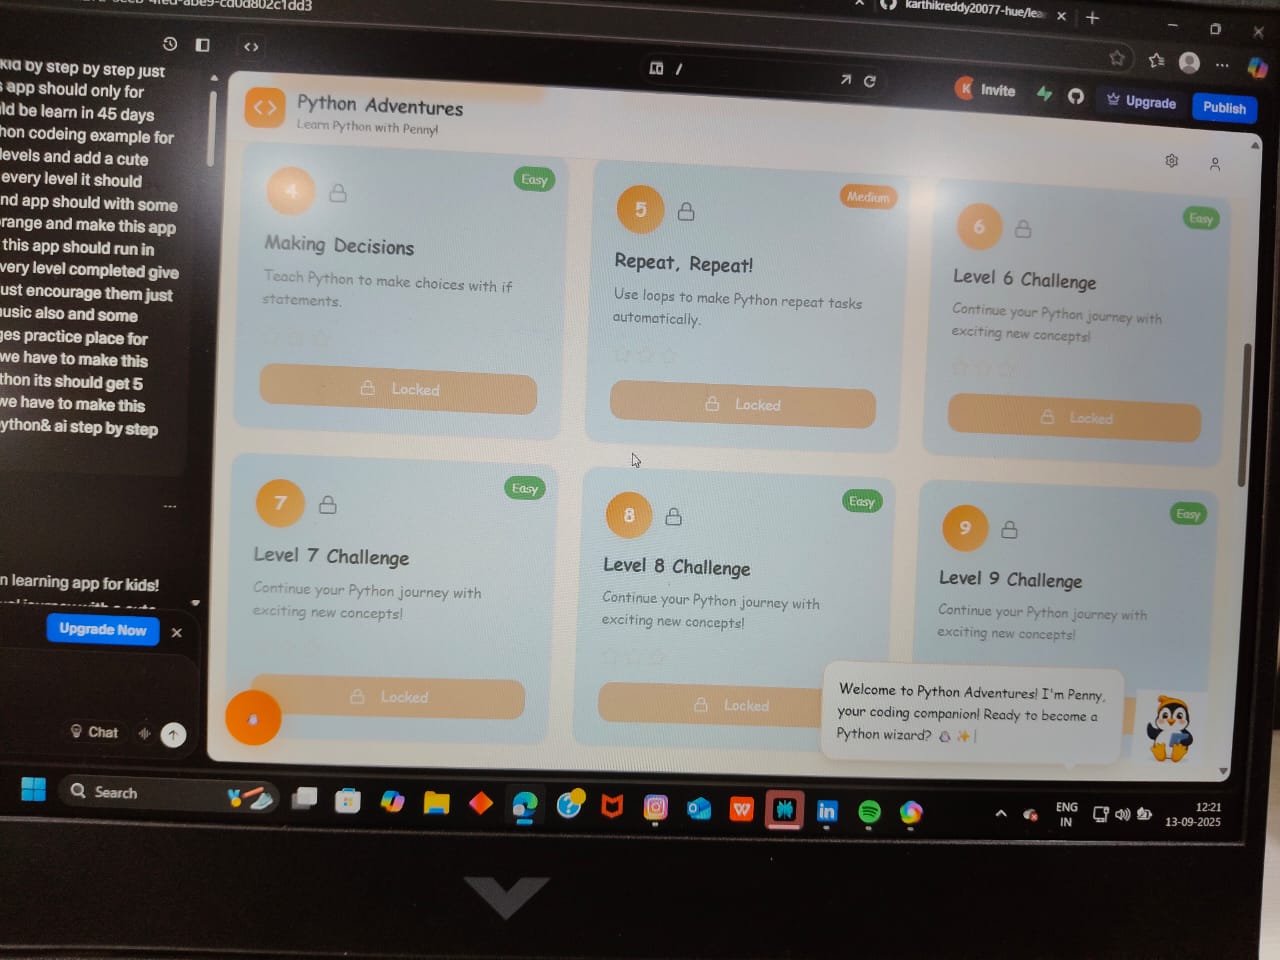 karthikreddy20077-hue/lea
Invite
Upgrade
Publish
kid by step by step just
app should only for
ld be learn in 45 days
hon codeing example for
levels and add a cute
every level it should
nd app should with some
range and make this app
this app should run in
very level completed give
ust encourage them just
usic also and some
ges practice place for
we have to make this
thon its should get 5
we have to make this
ython& ai step by step
n learning app for kids!
Upgrade Now
Chat
/
Python Adventures
Learn Python with Penny!
4
Easy
Making Decisions
Teach Python to make choices with if
statements.
Locked
5
Medium
Repeat, Repeat!
Use loops to make Python repeat tasks
automatically.
Locked
6
Easy
Level 6 Challenge
Continue your Python journey with
exciting new concepts!
Locked
7
Easy
Level 7 Challenge
Continue your Python journey with
exciting new concepts!
Locked
8
Easy
Level 8 Challenge
Continue your Python journey with
exciting new concepts!
Locked
9
Easy
Level 9 Challenge
Continue your Python journey with
exciting new concepts!
Welcome to Python Adventures! I'm Penny,
your coding companion! Ready to become a
Python wizard?
Search
ENG
IN
12:21
13-09-2025